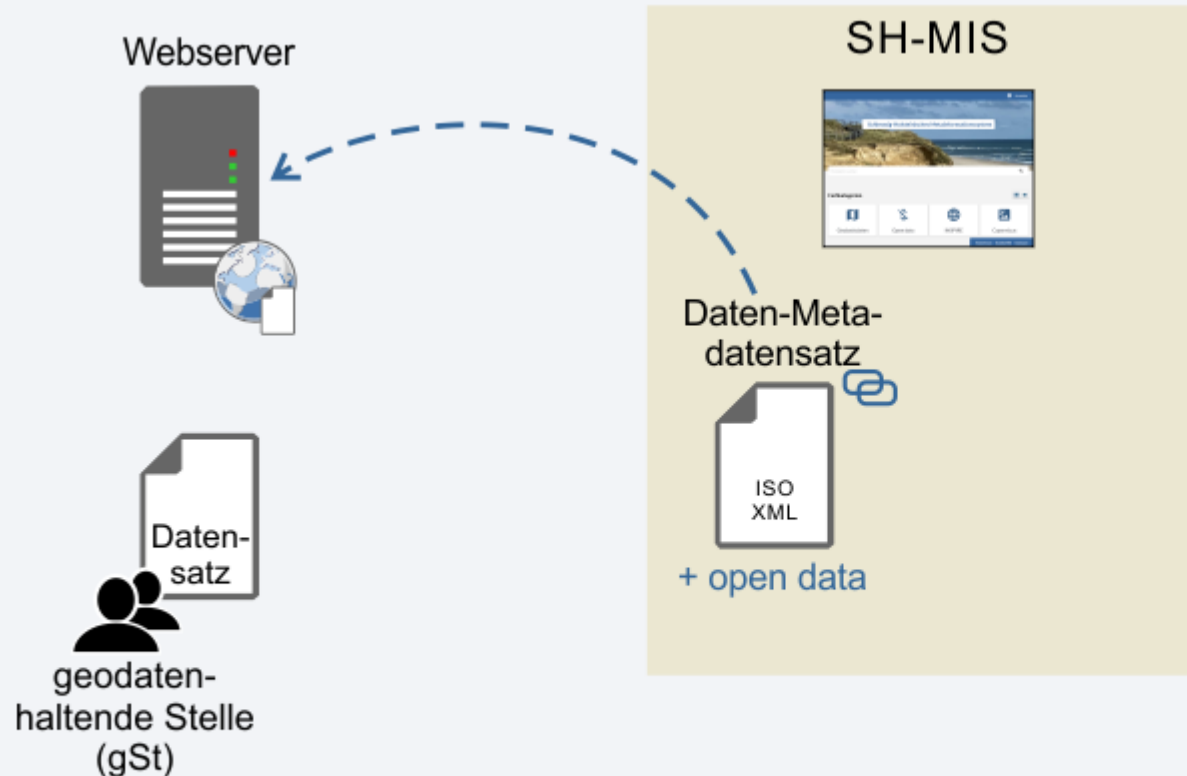 Webserver
SH-MIS
Daten-Meta-
datensatz
ISO
XML
+ open data
Daten-
satz
geodaten-
haltende Stelle
(gSt)